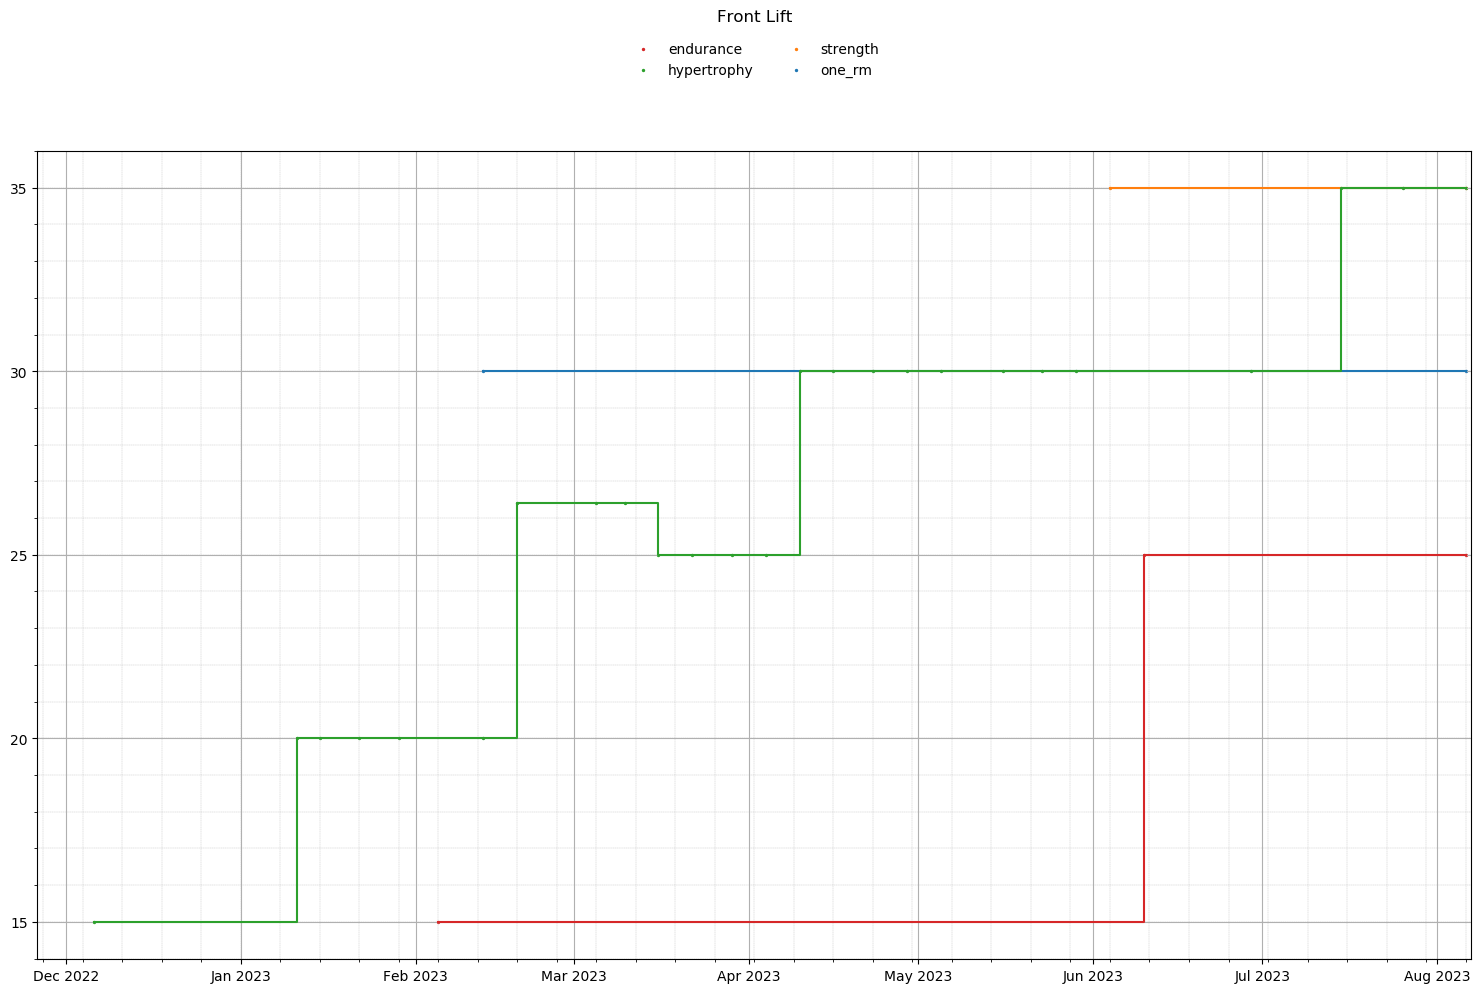 Front Lift
endurance strength
hypertrophy one_rm
35
30
25
20
15
Dec 2022 Jan 2023 Feb 2023 Mar 2023 Apr 2023 May 2023 Jun 2023 Jul 2023 Aug 2023